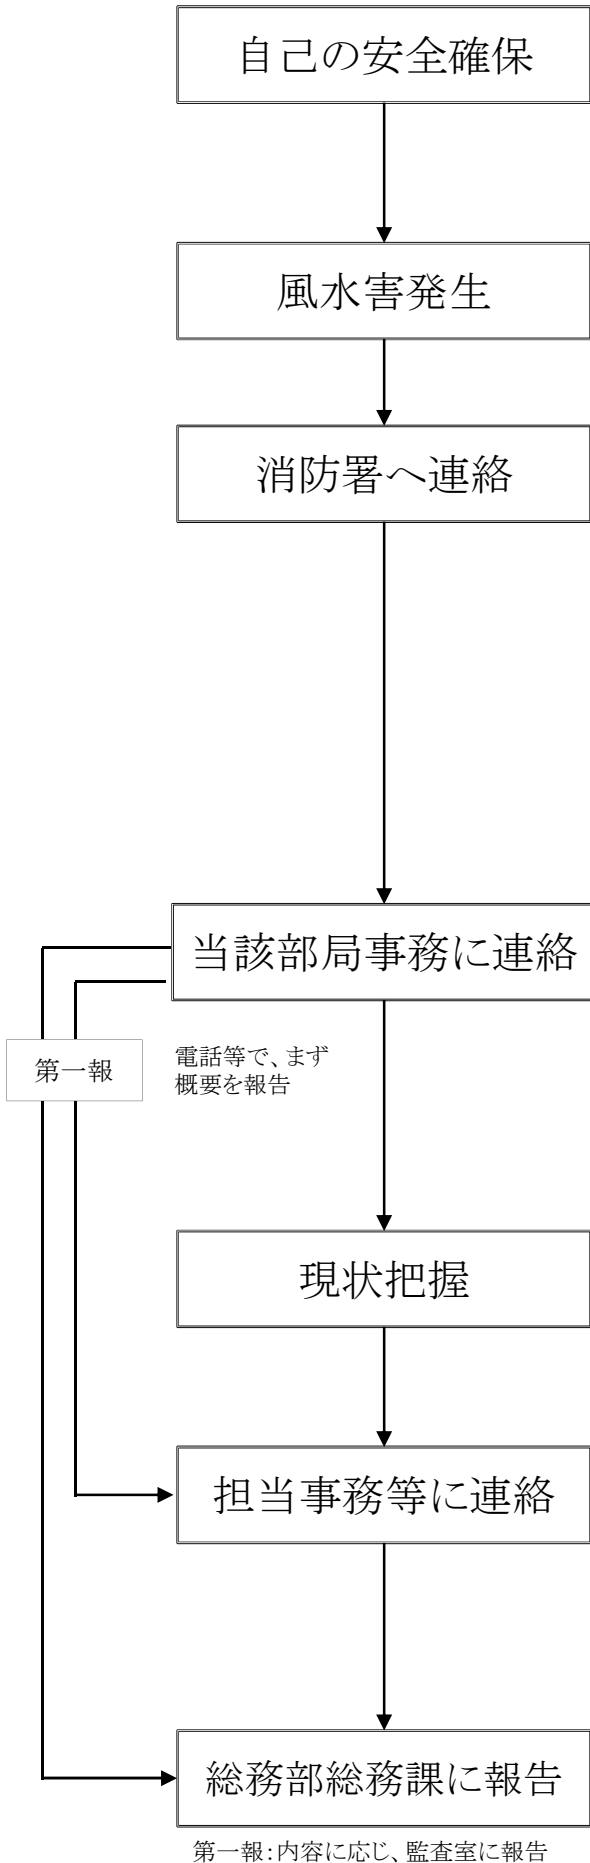 自己の安全確保
風水害発生
消防署へ連絡
当該部局事務に連絡
第一報
電話等で、まず
概要を報告
現状把握
担当事務等に連絡
総務部総務課に報告
第一報：内容に応じ、監査室に報告